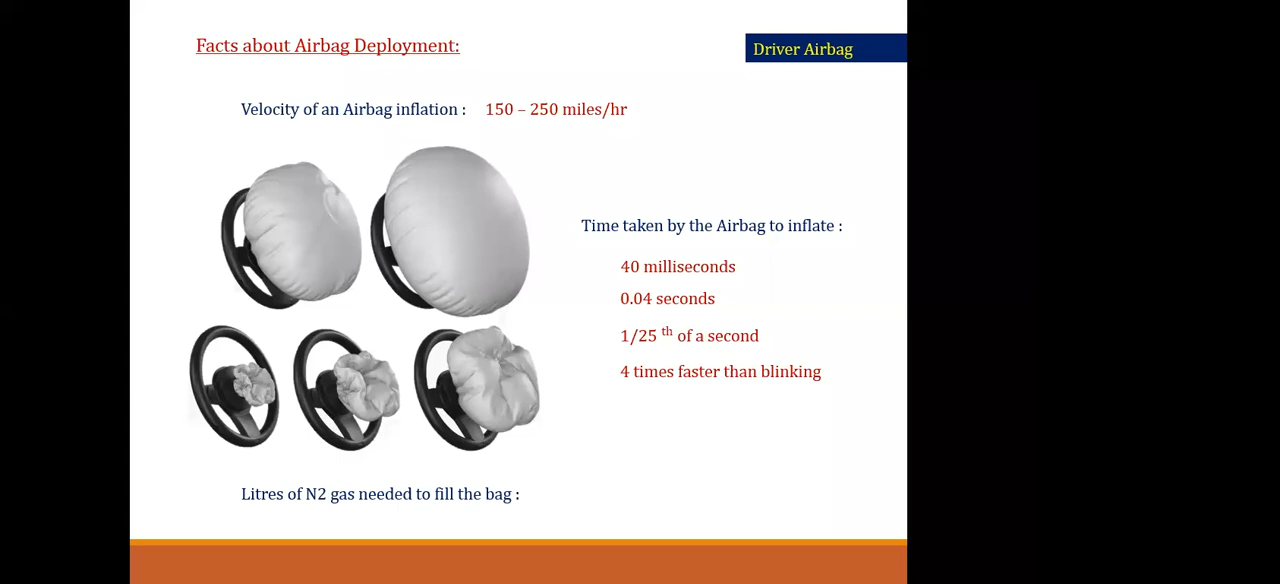 Facts about Airbag Deployment:
Driver Airbag
Velocity of an Airbag inflation : 150 – 250 miles/hr
Time taken by the Airbag to inflate :
40 milliseconds
0.04 seconds
1/25 th of a second
4 times faster than blinking
Litres of N2 gas needed to fill the bag :